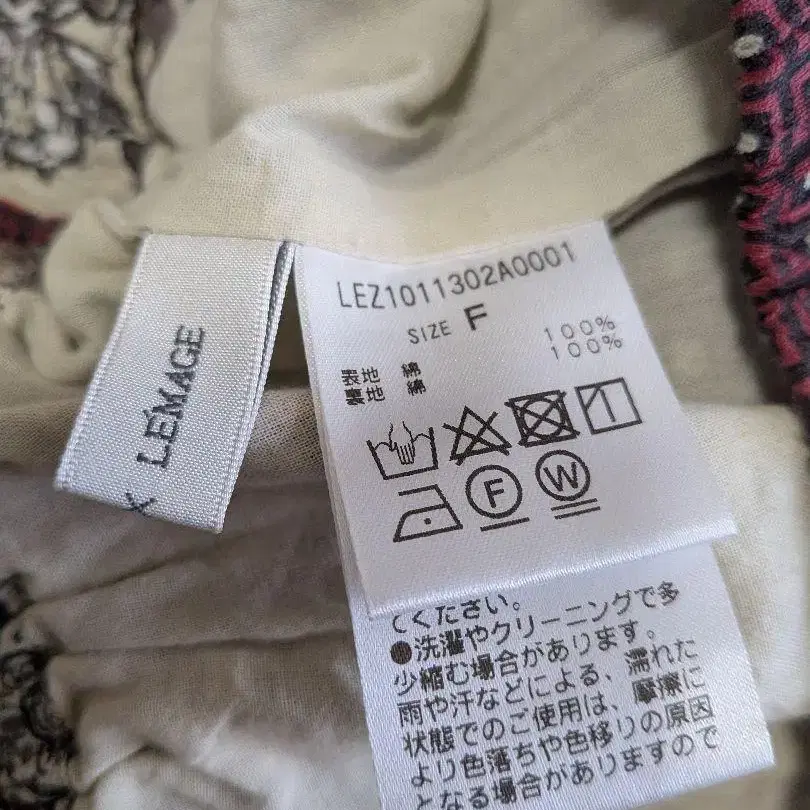 LÉMAGE
LEZ1011302A0001
SIZE F
表地 綿 100%
裏地 綿 100%
F W
てください。
●洗濯やクリーニングで多
少縮む場合があります。
雨や汗などによる、濡れた
状態でのご使用は、摩擦に
より色落ちや色移りの原因
となる場合がありますので